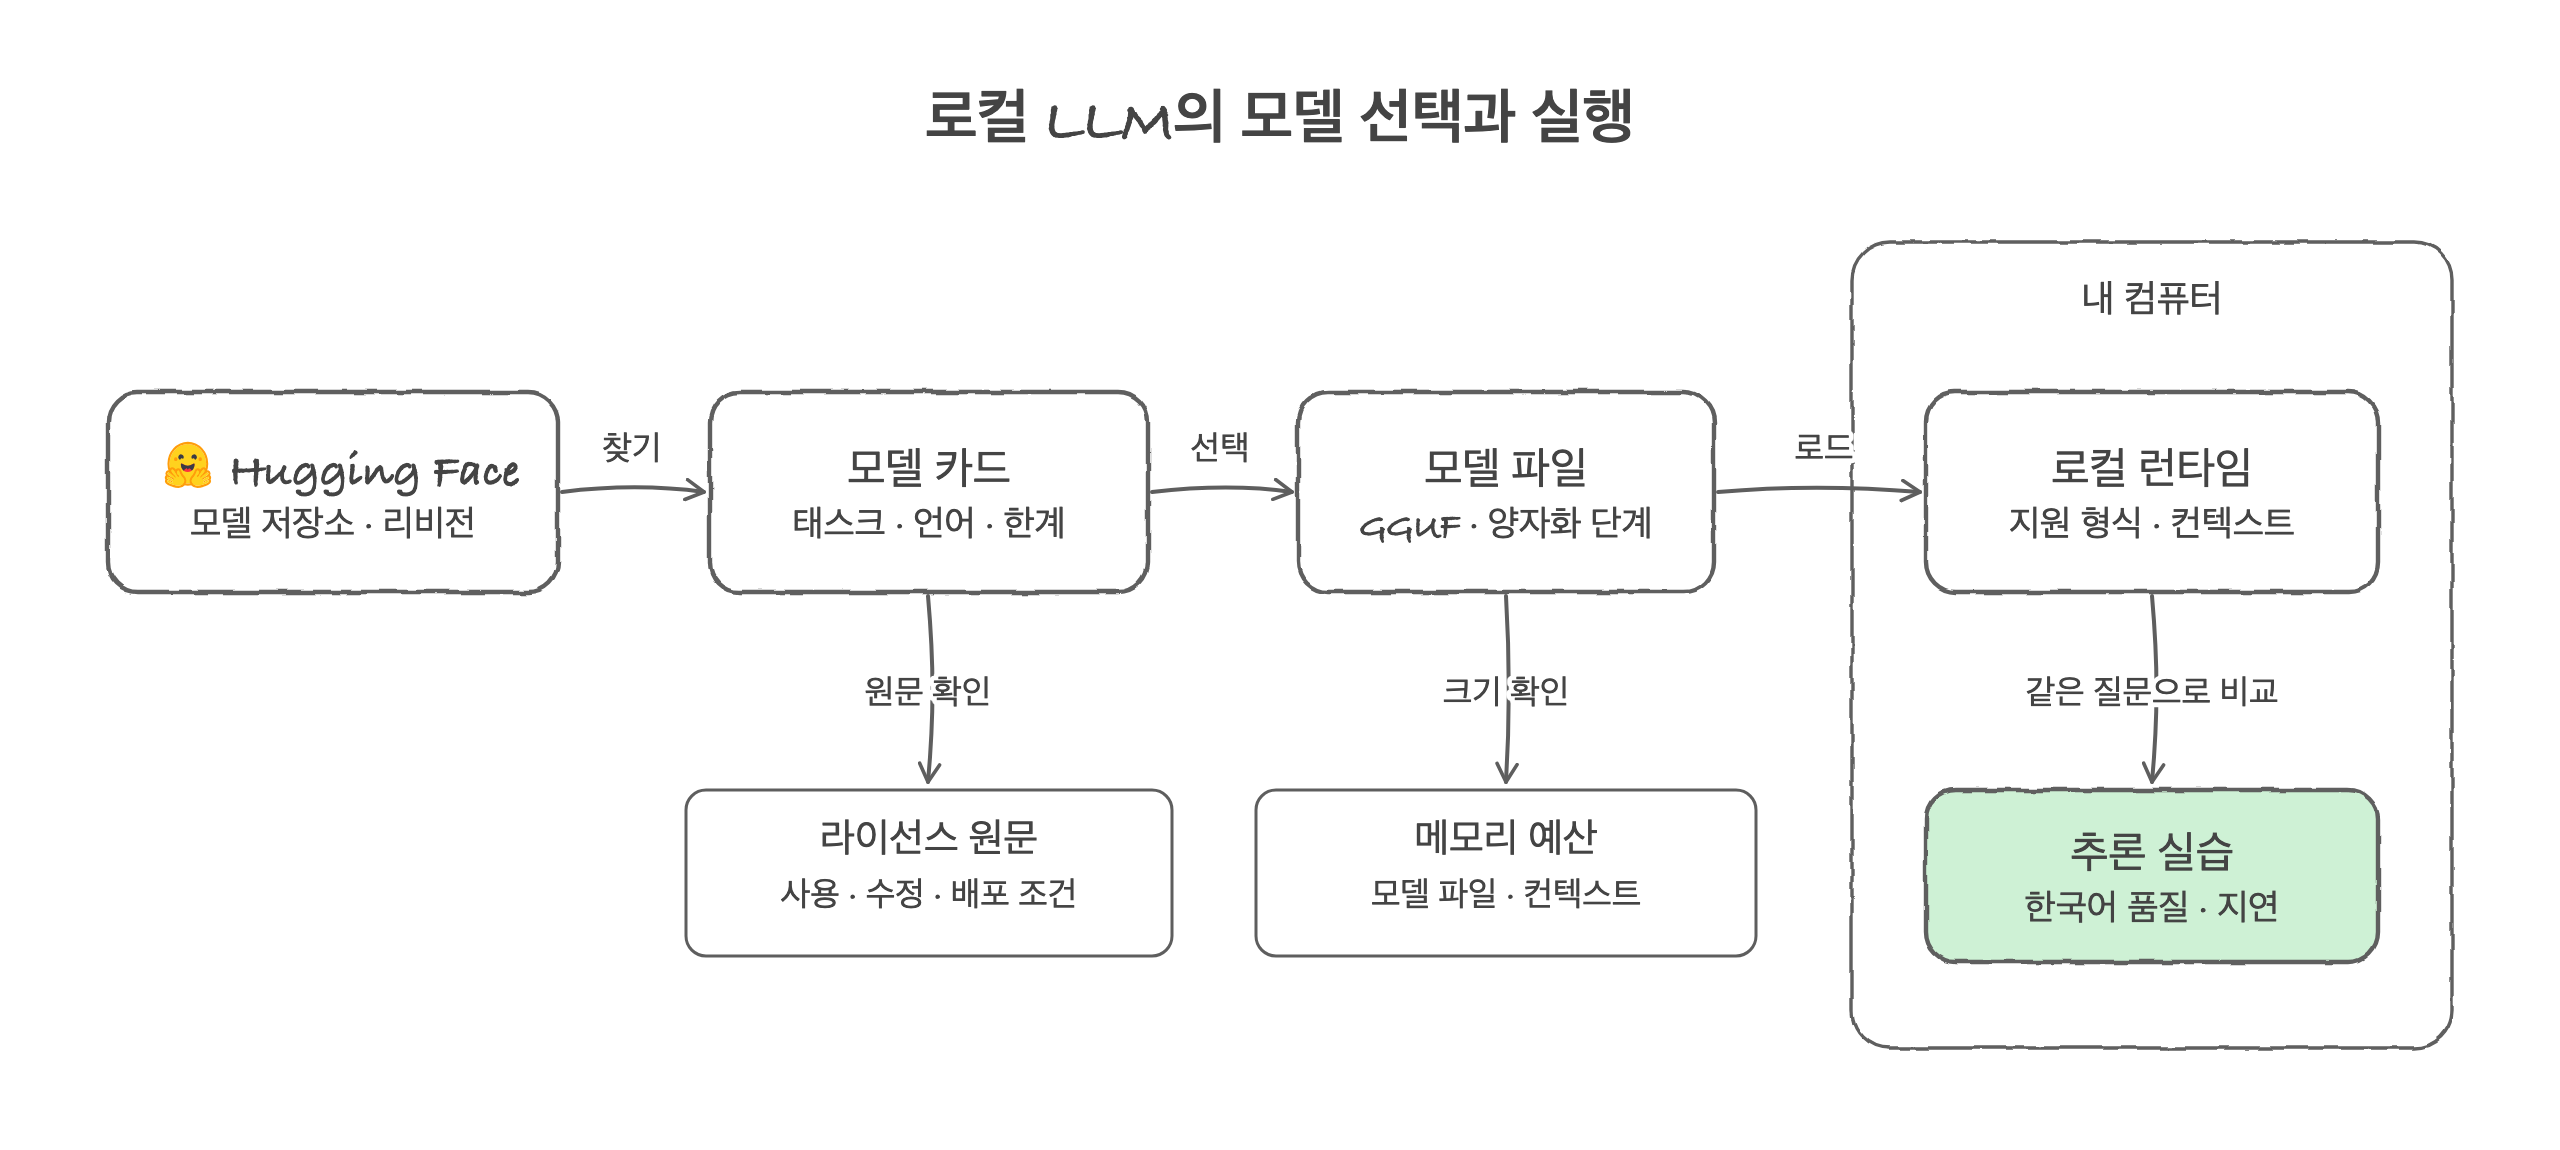 로컬 LLM의 모델 선택과 실행
내 컴퓨터
Hugging Face
모델 저장소 · 리비전
찾기
모델 카드
태스크 · 언어 · 한계
선택
모델 파일
GGUF · 양자화 단계
로드
로컬 런타임
지원 형식 · 컨텍스트
원문 확인
크기 확인
같은 질문으로 비교
라이선스 원문
사용 · 수정 · 배포 조건
메모리 예산
모델 파일 · 컨텍스트
추론 실습
한국어 품질 · 지연